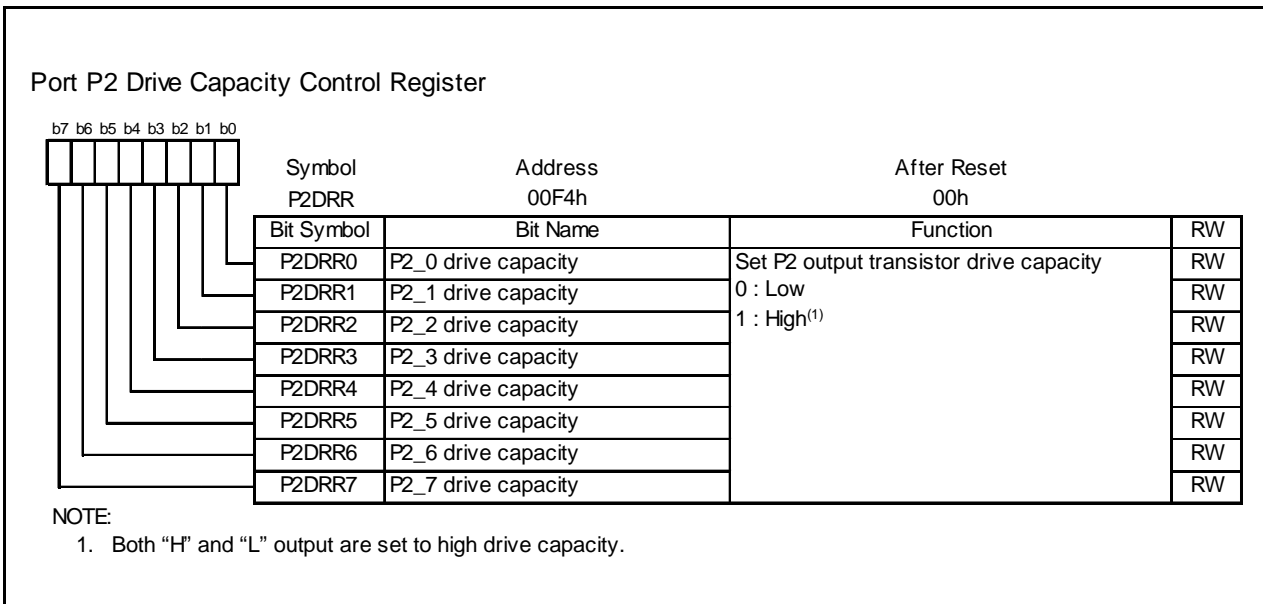 Port P2 Drive Capacity Control Register
b7 b6 b5 b4 b3 b2 b1 b0
Symbol Address After Reset
P2DRR 00F4h 00h
Bit Symbol Bit Name Function RW
P2DRR0 P2_0 drive capacity Set P2 output transistor drive capacity RW
P2DRR1 P2_1 drive capacity 0 : Low RW
P2DRR2 P2_2 drive capacity 1 : High(1) RW
P2DRR3 P2_3 drive capacity RW
P2DRR4 P2_4 drive capacity RW
P2DRR5 P2_5 drive capacity RW
P2DRR6 P2_6 drive capacity RW
P2DRR7 P2_7 drive capacity RW
NOTE:
1. Both “H” and “L” output are set to high drive capacity.